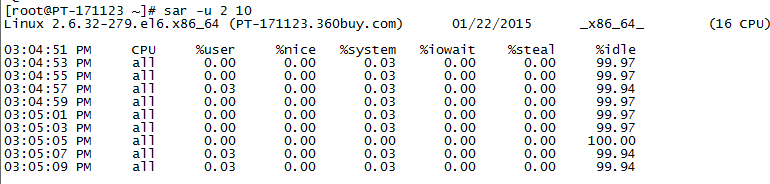 [root@PT-171123 ~]# sar -u 2 10
Linux 2.6.32-279.el6.x86_64 (PT-171123.360buy.com) 01/22/2015 _x86_64_ (16 CPU)
03:04:51 PM CPU %user %nice %system %iowait %steal %idle
03:04:53 PM all 0.00 0.00 0.03 0.00 0.00 99.97
03:04:55 PM all 0.00 0.00 0.03 0.00 0.00 99.97
03:04:57 PM all 0.03 0.00 0.03 0.00 0.00 99.94
03:04:59 PM all 0.00 0.00 0.03 0.00 0.00 99.97
03:05:01 PM all 0.00 0.00 0.03 0.00 0.00 99.97
03:05:03 PM all 0.00 0.00 0.03 0.00 0.00 99.97
03:05:05 PM all 0.00 0.00 0.00 0.00 0.00 100.00
03:05:07 PM all 0.03 0.00 0.03 0.00 0.00 99.94
03:05:09 PM all 0.03 0.00 0.03 0.00 0.00 99.94